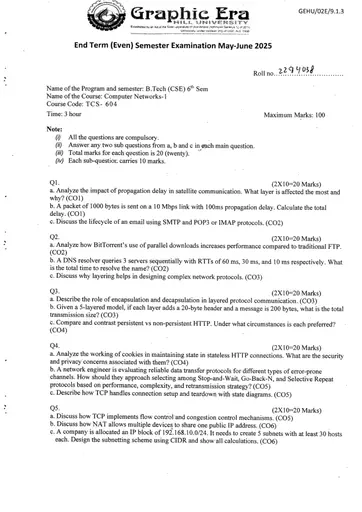 GEHU/02E/9.1.3
Graphic Era
HILL UNIVERSITY
End Term (Even) Semester Examination May-June 2025
Roll no..2294058
Name of the Program and semester: B.Tech (CSE) 6th Sem
Name of the Course: Computer Networks-1
Course Code: TCS- 604
Time: 3 hour
Maximum Marks: 100
Note:
(i) All the questions are compulsory.
(ii) Answer any two sub questions from a, b and c in each main question.
(iii) Total marks for each question is 20 (twenty).
(iv) Each sub-question carries 10 marks.
Q1.
(2X10=20 Marks)
a. Analyze the impact of propagation delay in satellite communication. What layer is affected the most and
why? (CO1)
b. A packet of 1000 bytes is sent on a 10 Mbps link with 100ms propagation delay. Calculate the total
delay. (CO1)
c. Discuss the lifecycle of an email using SMTP and POP3 or IMAP protocols. (CO2)
Q2.
(2X10=20 Marks)
a. Analyze how BitTorrent's use of parallel downloads increases performance compared to traditional FTP.
(CO2)
b. A DNS resolver queries 3 servers sequentially with RTTs of 60 ms, 30 ms, and 10 ms respectively. What
is the total time to resolve the name? (CO2)
c. Discuss why layering helps in designing complex network protocols. (CO3)
Q3.
(2X10=20 Marks)
a. Describe the role of encapsulation and decapsulation in layered protocol communication. (CO3)
b. Given a 5-layered model, if each layer adds a 20-byte header and a message is 200 bytes, what is the total
transmission size? (CO3)
c. Compare and contrast persistent vs non-persistent HTTP. Under what circumstances is each preferred?
(CO4)
Q4.
(2X10=20 Marks)
a. Analyze the working of cookies in maintaining state in stateless HTTP connections. What are the security
and privacy concerns associated with them? (CO4)
b. A network engineer is evaluating reliable data transfer protocols for different types of error-prone
channels. How should they approach selecting among Stop-and-Wait, Go-Back-N, and Selective Repeat
protocols based on performance, complexity, and retransmission strategy? (CO5)
c. Describe how TCP handles connection setup and teardown with state diagrams. (CO5)
Q5.
(2X10=20 Marks)
a. Discuss how TCP implements flow control and congestion control mechanisms. (CO5)
b. Discuss how NAT allows multiple devices to share one public IP address. (CO6)
c. A company is allocated an IP block of 192.168.10.0/24. It needs to create 5 subnets with at least 30 hosts
each. Design the subnetting scheme using CIDR and show all calculations. (CO6)